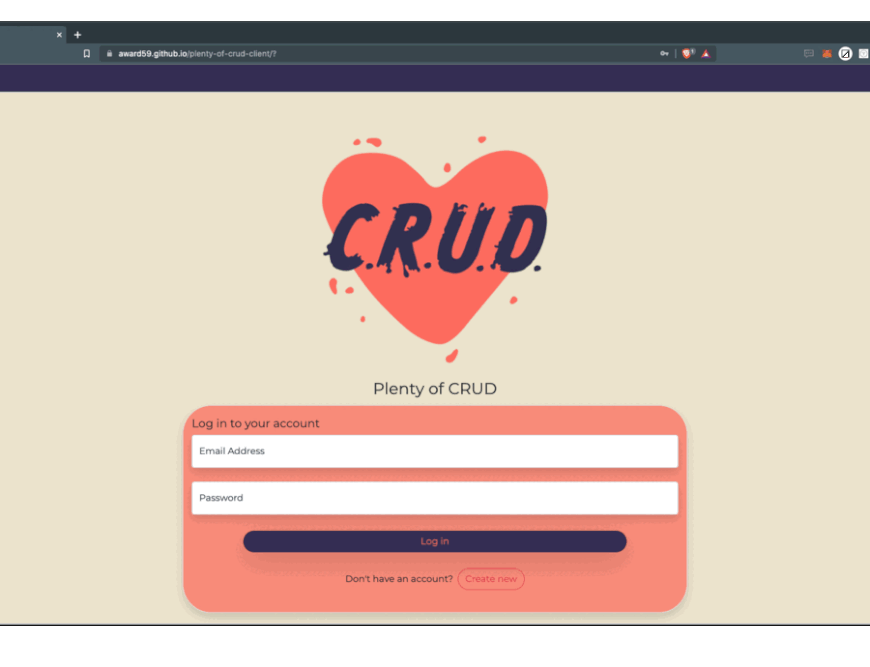 award59.github.io/plenty-of-crud-client/?
C.R.U.D.
Plenty of CRUD
Log in to your account
Email Address
Password
Log in
Don't have an account? Create new